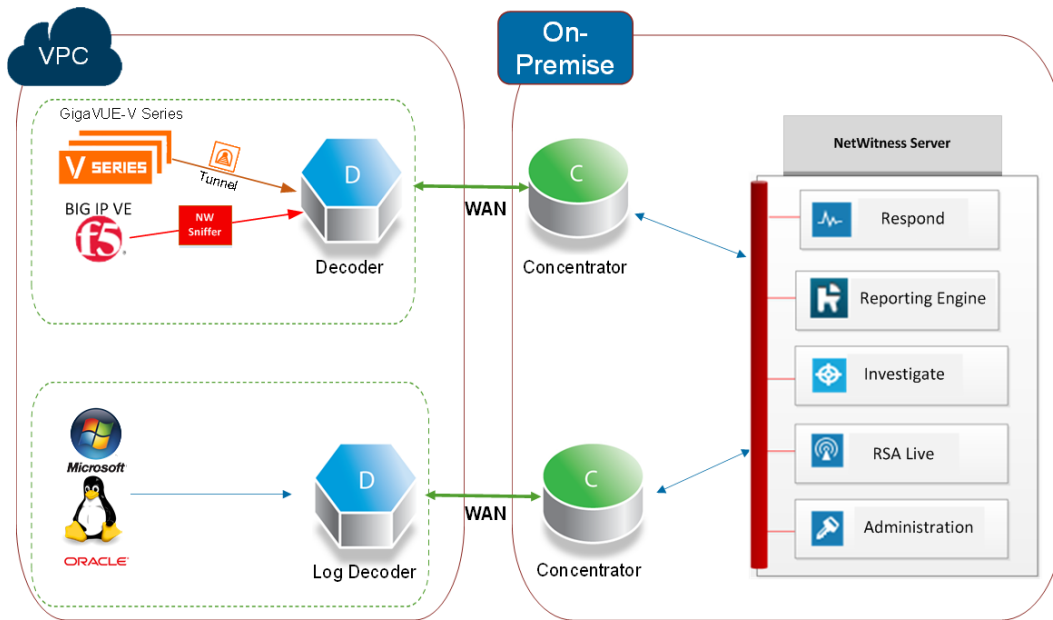 VPC
On-
Premise
GigaVUE-V Series
V SERIES
Tunnel
BIG IP VE
f5
NW
Sniffer
D
Decoder
WAN
C
Concentrator
NetWitness Server
Respond
Reporting Engine
Investigate
RSA Live
Administration
Microsoft
ORACLE
D
Log Decoder
WAN
C
Concentrator